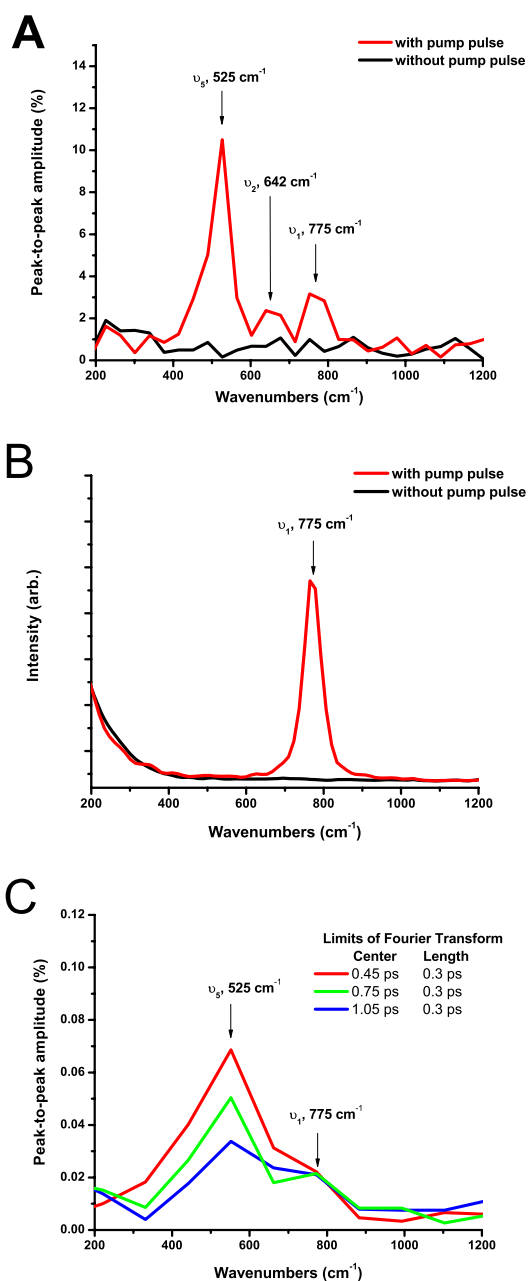 A
with pump pulse
without pump pulse
υ5, 525 cm-1
υ2, 642 cm-1
υ1, 775 cm-1
Peak-to-peak amplitude (%)
14
12
10
8
6
4
2
0
200 400 600 800 1000 1200
Wavenumbers (cm-1)
B
with pump pulse
without pump pulse
υ1, 775 cm-1
Intensity (arb.)
200 400 600 800 1000 1200
Wavenumbers (cm-1)
C
Limits of Fourier Transform
Center Length
0.45 ps 0.3 ps
0.75 ps 0.3 ps
1.05 ps 0.3 ps
υ5, 525 cm-1
υ1, 775 cm-1
Peak-to-peak amplitude (%)
0.12
0.10
0.08
0.06
0.04
0.02
0.00
200 400 600 800 1000 1200
Wavenumbers (cm-1)